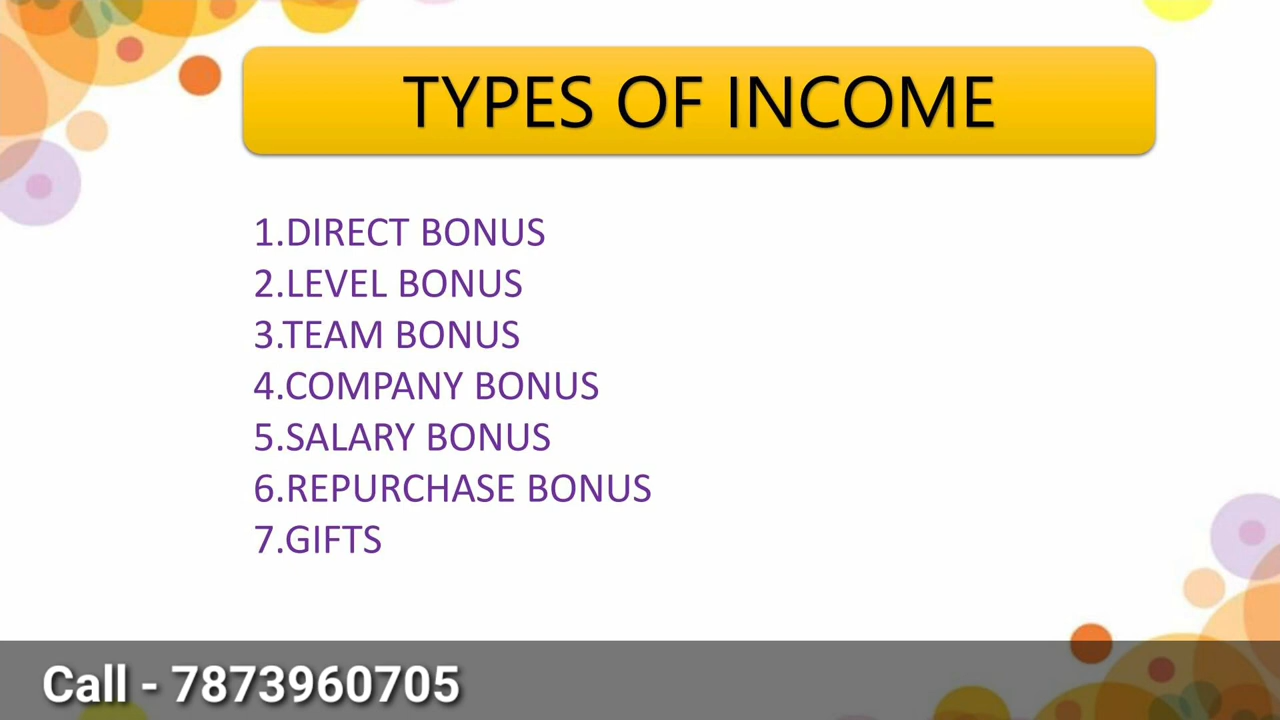 TYPES OF INCOME
1.DIRECT BONUS
2.LEVEL BONUS
3.TEAM BONUS
4.COMPANY BONUS
5.SALARY BONUS
6.REPURCHASE BONUS
7.GIFTS
Call - 7873960705